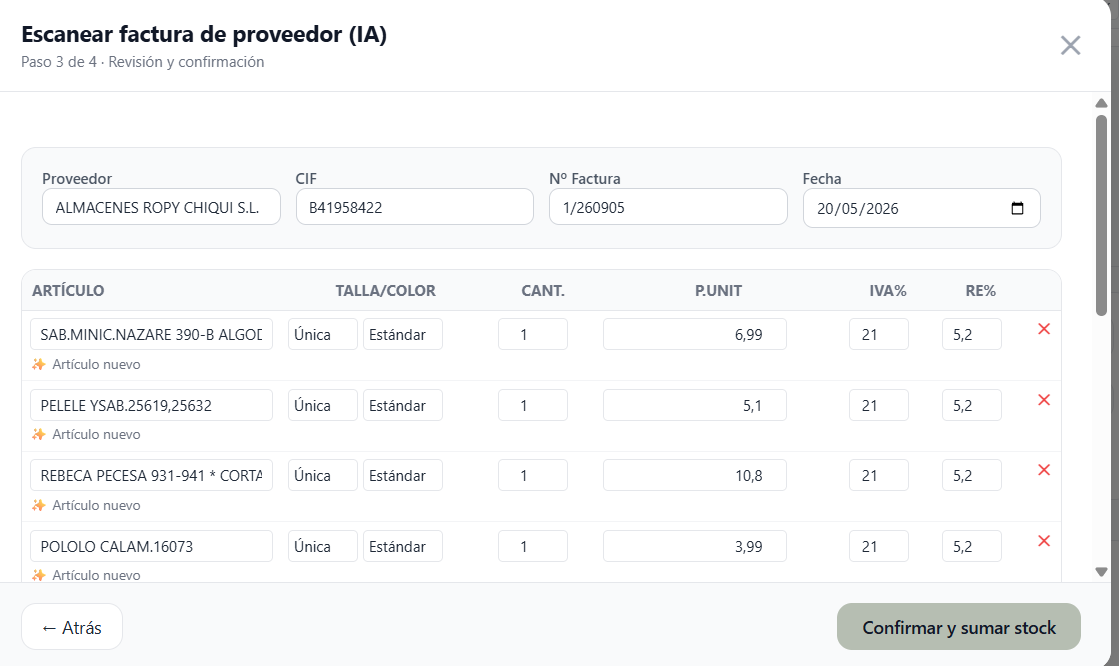 Escanear factura de proveedor (IA)
Paso 3 de 4 · Revisión y confirmación
Proveedor CIF Nº Factura Fecha
ALMACENES ROPY CHIQUI S.L. B41958422 1/260905 20/05/2026
ARTÍCULO TALLA/COLOR CANT. P.UNIT IVA% RE%
SAB.MINIC.NAZARE 390-B ALGOD Única Estándar 1 6,99 21 5,2
Artículo nuevo
PELELE YSAB.25619,25632 Única Estándar 1 5,1 21 5,2
Artículo nuevo
REBECA PECESA 931-941 * CORTA Única Estándar 1 10,8 21 5,2
Artículo nuevo
POLOLO CALAM.16073 Única Estándar 1 3,99 21 5,2
Artículo nuevo
← Atrás Confirmar y sumar stock